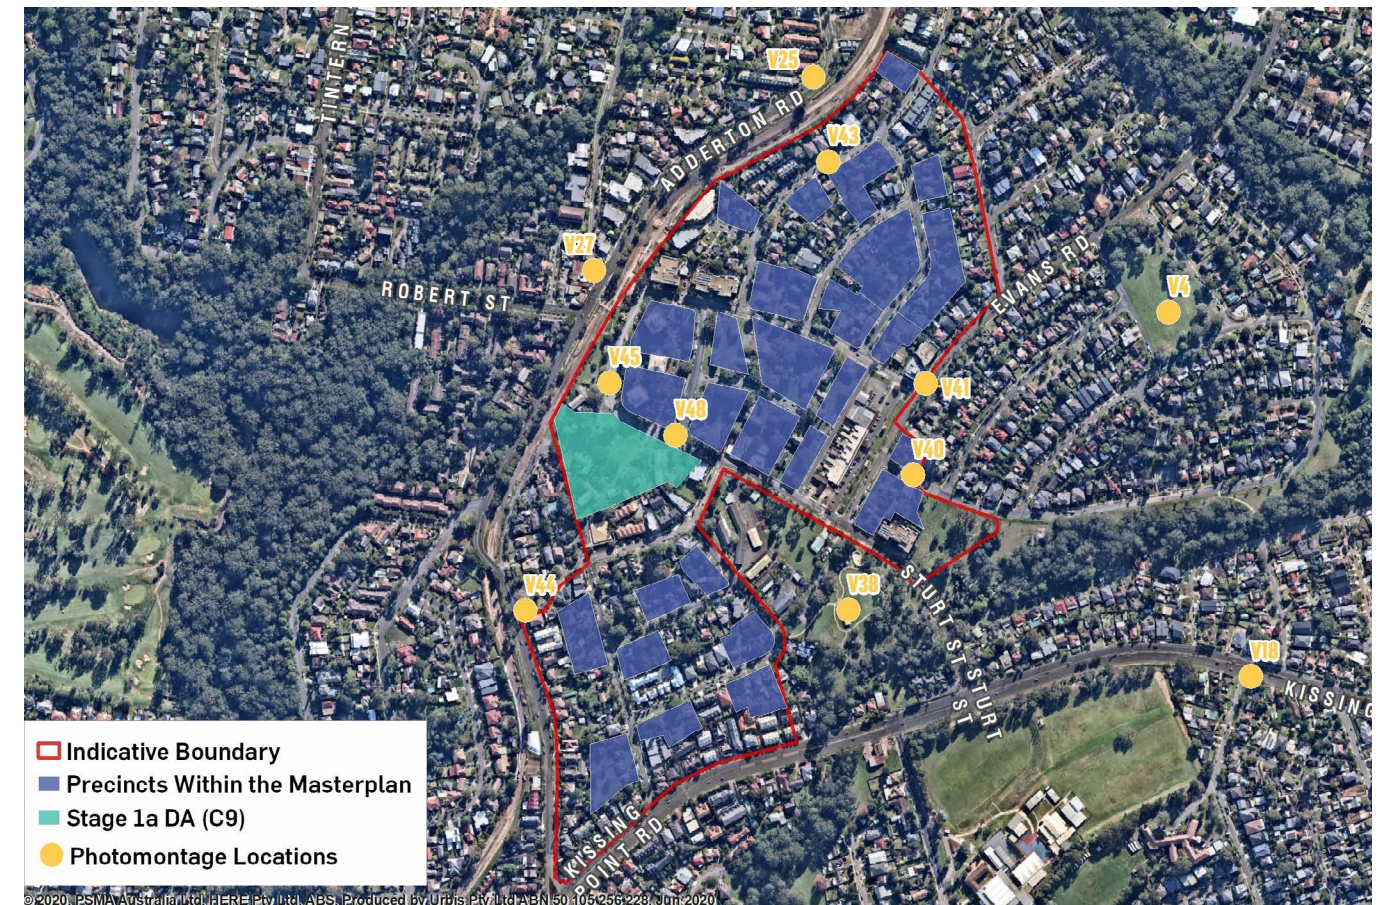 TINTERN
V25
ADDERTON RD
V43
V27
ROBERT ST
EVANS RD
V4
V45
V41
V48
V40
V44
V38
STURT ST
STURT ST
V18
KISSING
KISSING
POINT RD
Indicative Boundary
Precincts Within the Masterplan
Stage 1a DA (C9)
Photomontage Locations
© 2020. PSMA Australia Ltd, HERE Pty Ltd, ABS. Produced by Urbis Pty Ltd ABN 50 105 256 228, Jun 2020